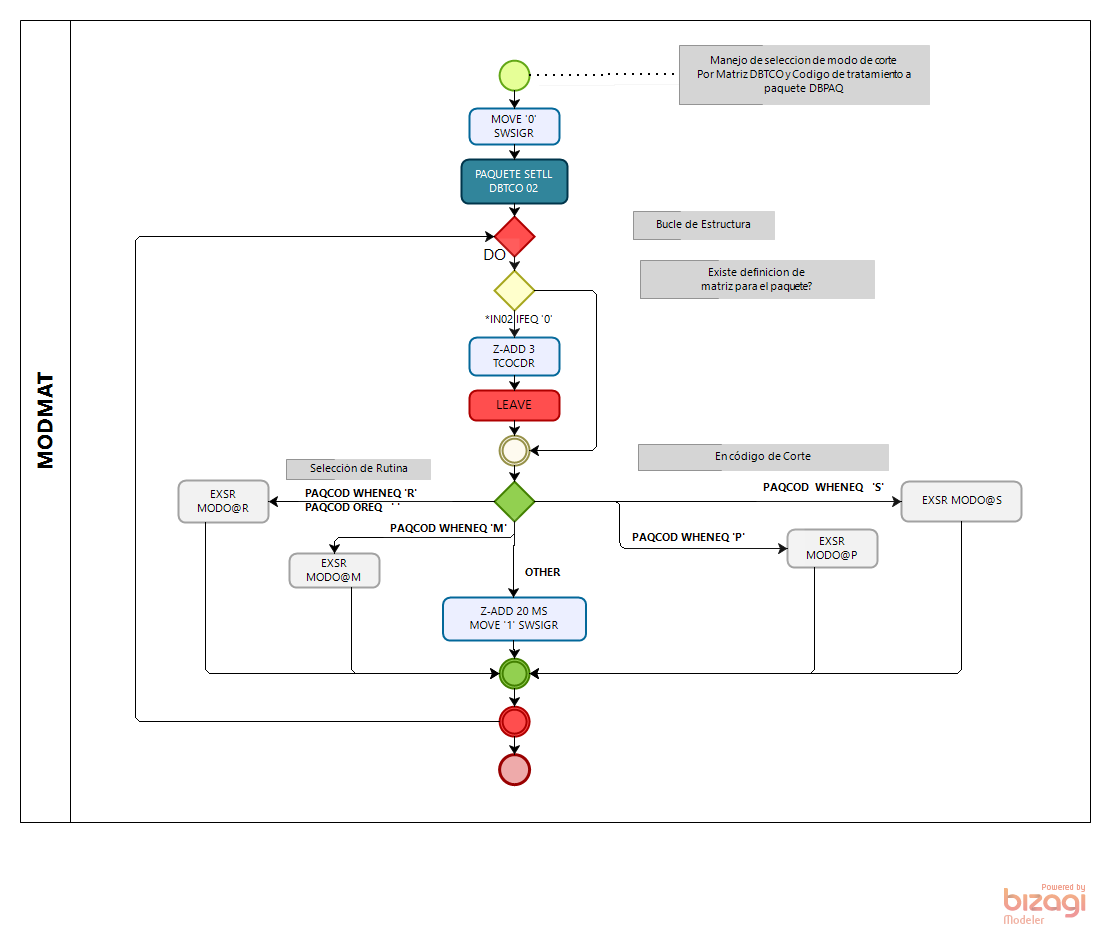 MODMAT
Manejo de seleccion de modo de corte
Por Matriz DBTCO y Codigo de tratamiento a
paquete DBPAQ
MOVE '0'
SWSIGR
PAQUETE SETLL
DBTCO 02
Bucle de Estructura
DO
Existe definicion de
matriz para el paquete?
*IN02 IFEQ '0'
Z-ADD 3
TCOCDR
LEAVE
En código de Corte
Selecciòn de Rutina
PAQCOD WHENEQ 'R'
PAQCOD OREQ ' '
PAQCOD WHENEQ 'S'
EXSR
MODO@R
EXSR MODO@S
PAQCOD WHENEQ 'M'
PAQCOD WHENEQ 'P'
EXSR
MODO@P
EXSR
MODO@M
OTHER
Z-ADD 20 MS
MOVE '1' SWSIGR
Powered by
bizagi
Modeler